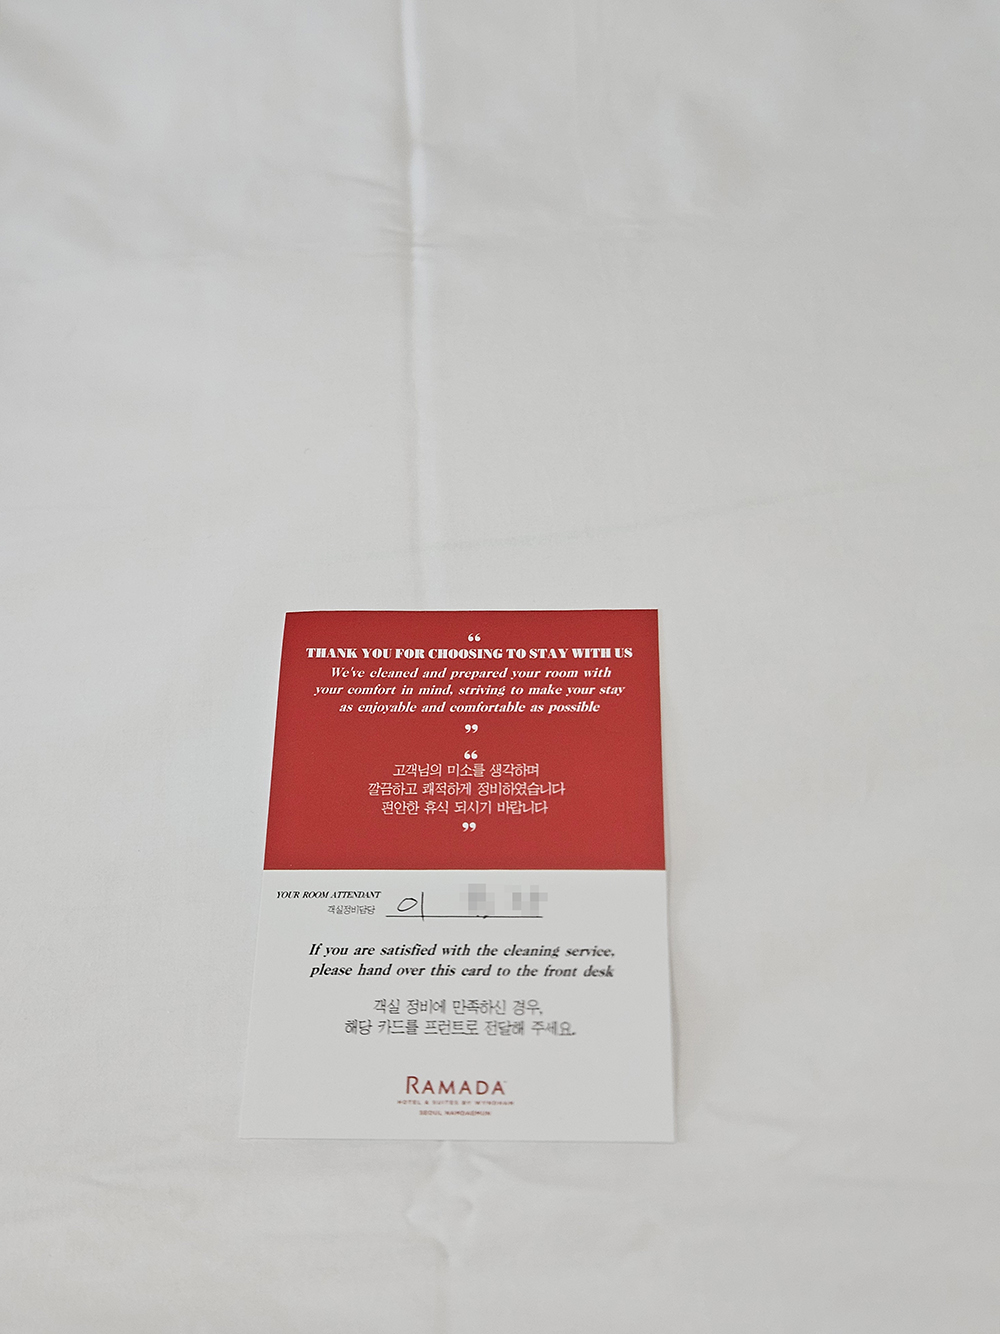 “
THANK YOU FOR CHOOSING TO STAY WITH US
We've cleaned and prepared your room with
your comfort in mind, striving to make your stay
as enjoyable and comfortable as possible
”
“
고객님의 미소를 생각하며
깔끔하고 쾌적하게 정비하였습니다
편안한 휴식 되시기 바랍니다
”
YOUR ROOM ATTENDANT
객실정비담당 이
If you are satisfied with the cleaning service,
please hand over this card to the front desk
객실 정비에 만족하신 경우,
해당 카드를 프런트로 전달해 주세요.
RAMADA
HOTEL & SUITES BY WYNDHAM
SEOUL NAMDAEMUN